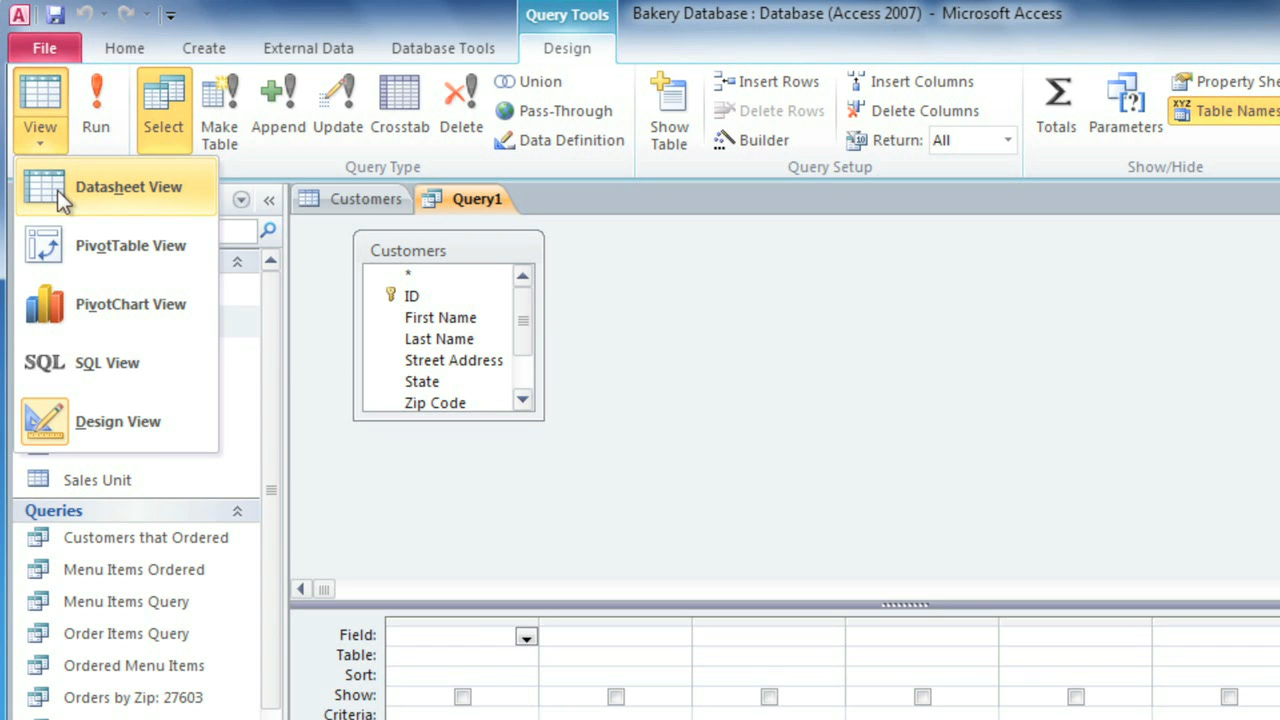 Query Tools
Bakery Database : Database (Access 2007) - Microsoft Access
File Home Create External Data Database Tools Design
View
Run
Select
Make Table
Append
Update
Crosstab
Delete
Union
Pass-Through
Data Definition
Query Type
Show Table
Insert Rows
Delete Rows
Builder
Insert Columns
Delete Columns
Return: All
Query Setup
Totals
Parameters
Property She
XYZ Table Names
Show/Hide
Datasheet View
PivotTable View
PivotChart View
SQL SQL View
Design View
Sales Unit
Queries
Customers that Ordered
Menu Items Ordered
Menu Items Query
Order Items Query
Ordered Menu Items
Orders by Zip: 27603
Customers
Query1
Customers
*
ID
First Name
Last Name
Street Address
State
Zip Code
Field:
Table:
Sort:
Show:
Criteria: